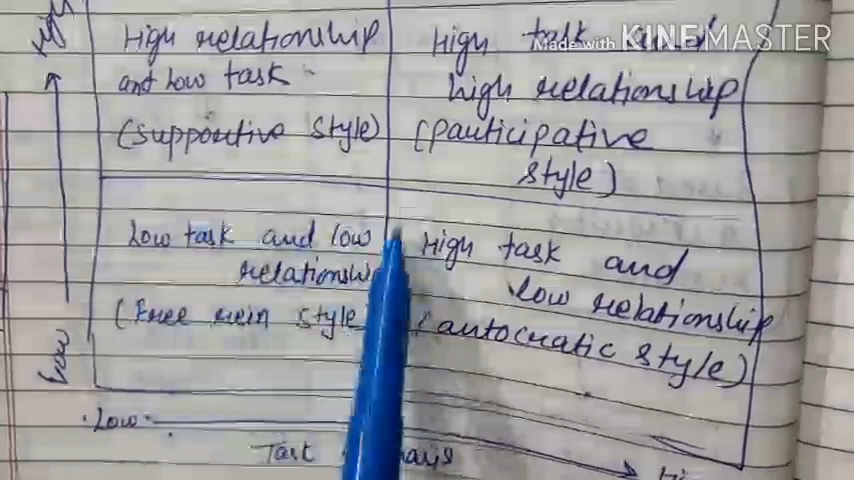 High
High relationship
and Low task
(supportive style)
High task and
high relationship
(participative
style)
Low task and low
relationship
(Free rein style
High task and
low relationship
(autocratic style)
Low
Low
Task
Made with KINEMASTER